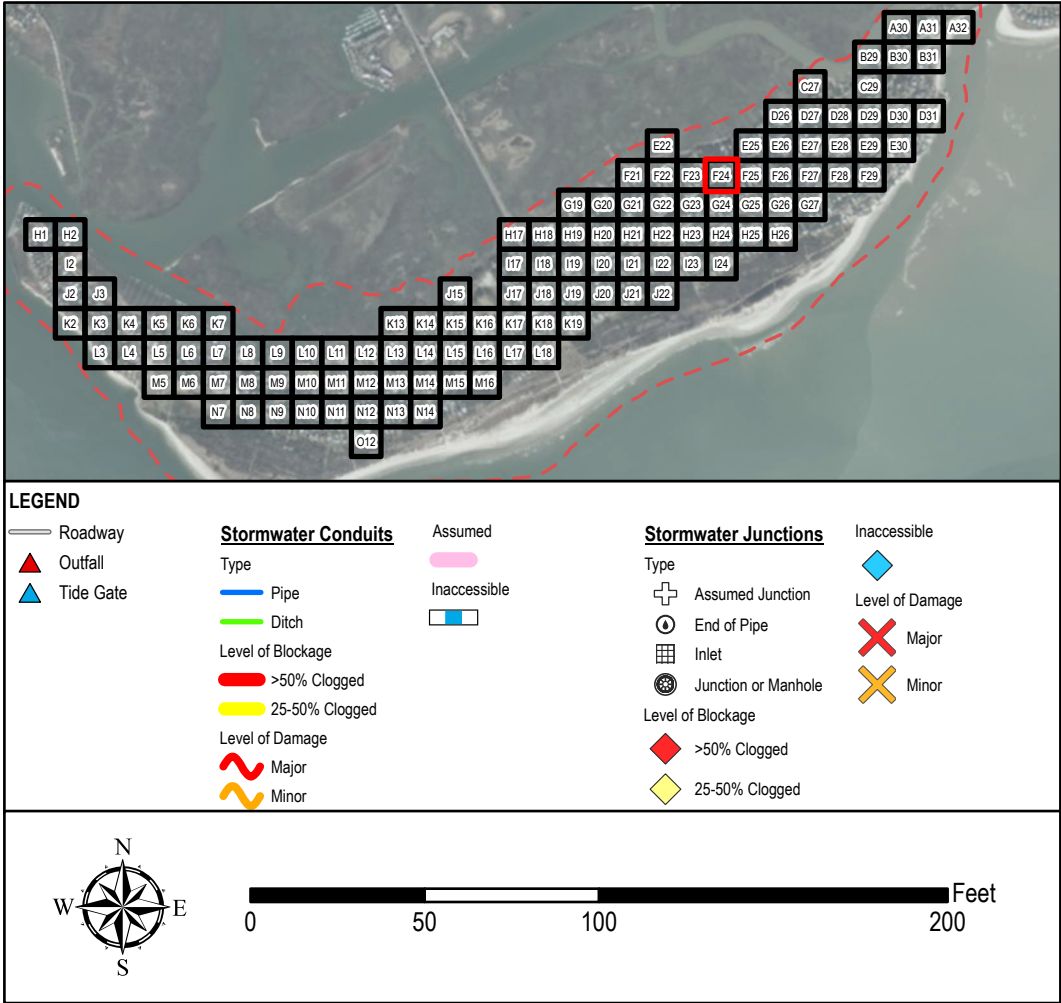 A30 A31 A32
B29 B30 B31
C27 C29
D26 D27 D28 D29 D30 D31
E22 E25 E26 E27 E28 E29 E30
F21 F22 F23 F24 F25 F26 F27 F28 F29
G19 G20 G21 G22 G23 G24 G25 G26 G27
H1 H2 H17 H18 H19 H20 H21 H22 H23 H24 H25 H26
I2 I17 I18 I19 I20 I21 I22 I23 I24
J2 J3 J15 J17 J18 J19 J20 J21 J22
K2 K3 K4 K5 K6 K7 K13 K14 K15 K16 K17 K18 K19
L3 L4 L5 L6 L7 L8 L9 L10 L11 L12 L13 L14 L15 L16 L17 L18
M5 M6 M7 M8 M9 M10 M11 M12 M13 M14 M15 M16
N7 N8 N9 N10 N11 N12 N13 N14
O12
LEGEND
Roadway
Outfall
Tide Gate
Stormwater Conduits
Type
Pipe
Ditch
Level of Blockage
>50% Clogged
25-50% Clogged
Level of Damage
Major
Minor
Assumed
Inaccessible
Stormwater Junctions
Type
Assumed Junction
End of Pipe
Inlet
Junction or Manhole
Level of Blockage
>50% Clogged
25-50% Clogged
Inaccessible
Level of Damage
Major
Minor
N
W E
S
Feet
0 50 100 200